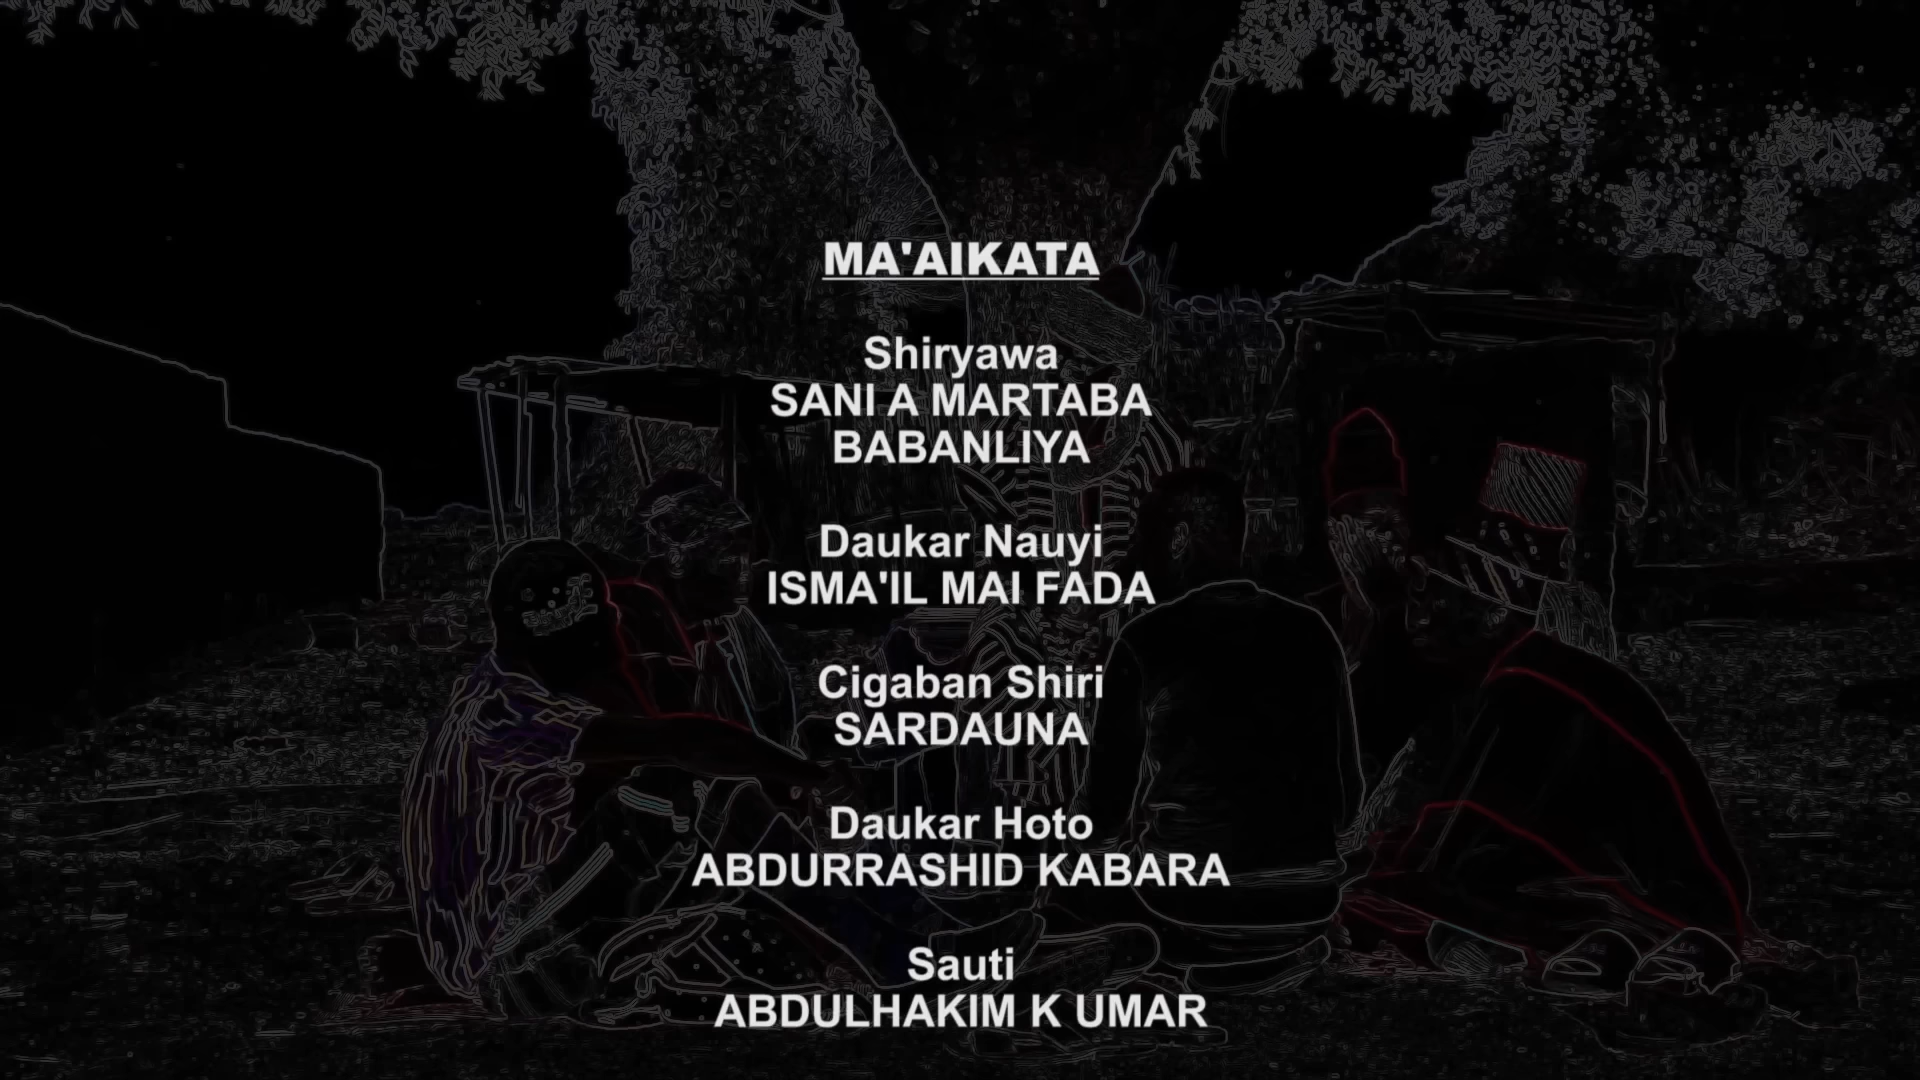 MA'AIKATA
Shiryawa
SANI A MARTABA
BABANLIYA
Daukar Nauyi
ISMA'IL MAI FADA
Cigaban Shiri
SARDAUNA
Daukar Hoto
ABDURRASHID KABARA
Sauti
ABDULHAKIM K UMAR